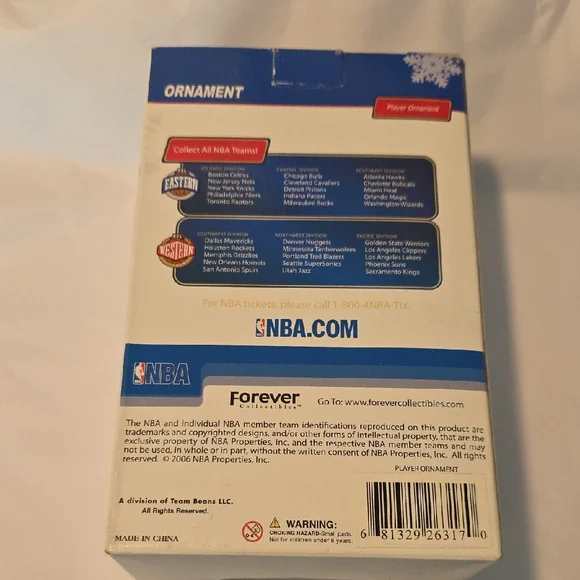 ORNAMENT
Player Ornament
Collect All NBA Teams!
EASTERN
ATLANTIC DIVISION
Boston Celtics
New Jersey Nets
New York Knicks
Philadelphia 76ers
Toronto Raptors
CENTRAL DIVISION
Chicago Bulls
Cleveland Cavaliers
Detroit Pistons
Indiana Pacers
Milwaukee Bucks
SOUTHEAST DIVISION
Atlanta Hawks
Charlotte Bobcats
Miami Heat
Orlando Magic
Washington Wizards
WESTERN
SOUTHWEST DIVISION
Dallas Mavericks
Houston Rockets
Memphis Grizzlies
New Orleans Hornets
San Antonio Spurs
NORTHWEST DIVISION
Denver Nuggets
Minnesota Timberwolves
Portland Trail Blazers
Seattle SuperSonics
Utah Jazz
PACIFIC DIVISION
Golden State Warriors
Los Angeles Clippers
Los Angeles Lakers
Phoenix Suns
Sacramento Kings
For NBA tickets, please call 1-800-4NBA-TIX
NBA.COM
NBA
Forever
Collectibles™
Go To: www.forevercollectibles.com
The NBA and individual NBA member team identifications reproduced on this product are
trademarks and copyrighted designs, and/or other forms of intellectual property, that are the
exclusive property of NBA Properties, Inc. and the respective NBA member teams and may
not be used, in whole or in part, without the written consent of NBA Properties, Inc. All rights
reserved. © 2006 NBA Properties, Inc.
PLAYER ORNAMENT
A division of Team Beans LLC.
All Rights Reserved.
WARNING:
CHOKING HAZARD-Small parts.
Not for children under 6 years.
MADE IN CHINA
6 81329 26317 0